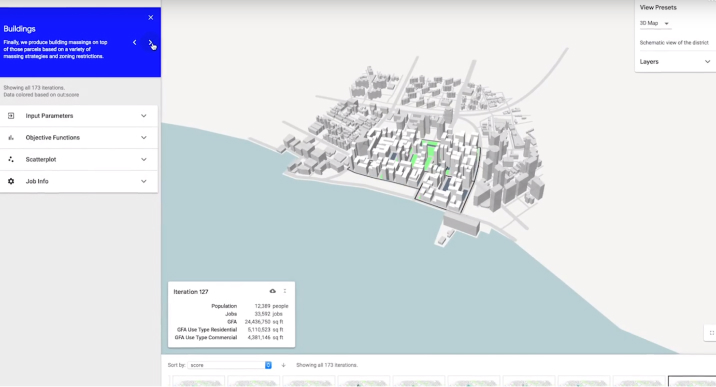 Buildings
Finally, we produce building massings on top
of those parcels based on a variety of
massing strategies and zoning restrictions.
Showing all 173 iterations.
Data colored based on out:score
Input Parameters
Objective Functions
Scatterplot
Job Info
View Presets
3D Map
Schematic view of the district
Layers
Iteration 127
Population 12,389 people
Jobs 33,592 jobs
GFA 24,436,750 sq ft
GFA Use Type Residential 5,110,523 sq ft
GFA Use Type Commercial 4,381,146 sq ft
Sort by: score Showing all 173 iterations.